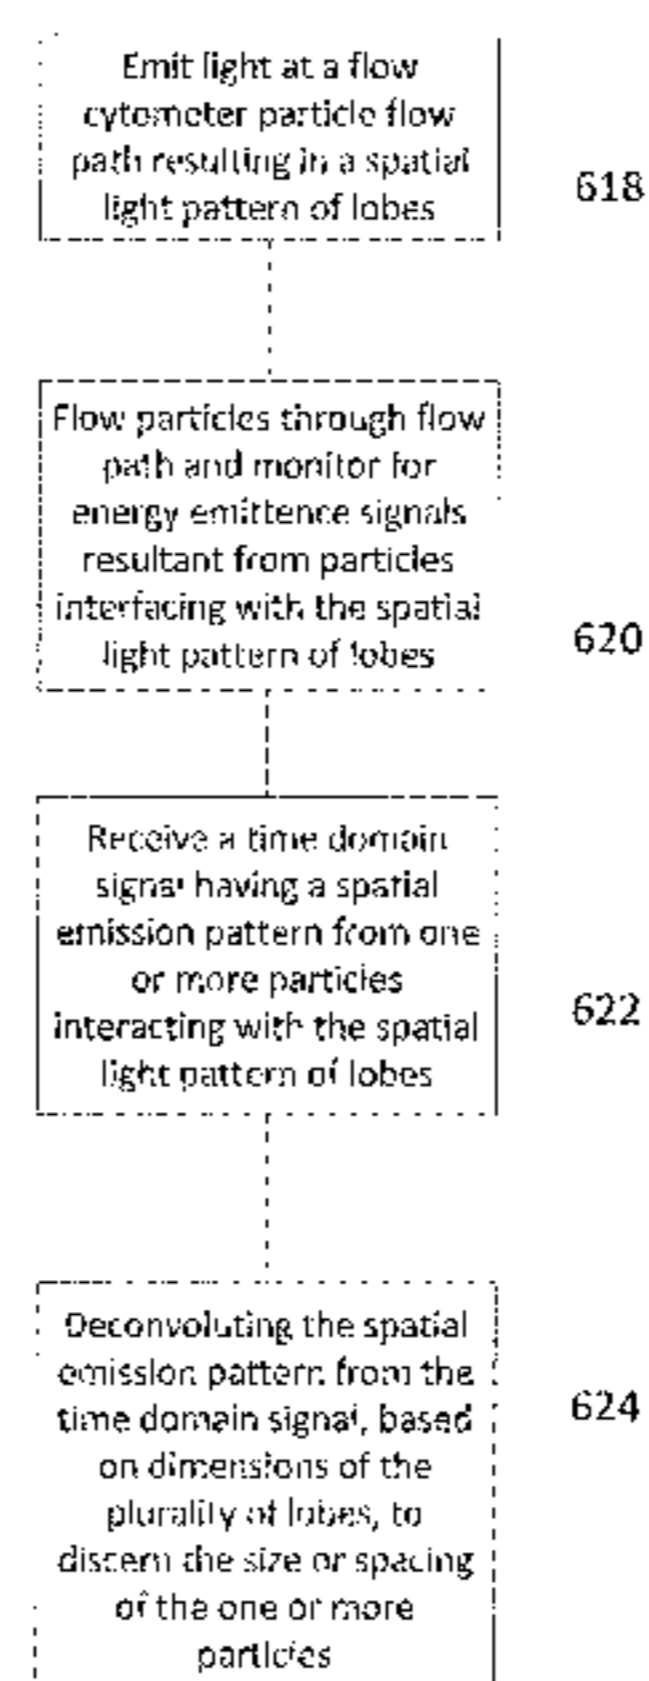 Emit light at a flow
cytometer particle flow
path resulting in a spatial
light pattern of lobes
618
Flow particles through flow
path and monitor for
energy emittence signals
resultant from particles
interfacing with the spatial
light pattern of lobes
620
Receive a time domain
signal having a spatial
emission pattern from one
or more particles
interacting with the spatial
light pattern of lobes
622
Deconvoluting the spatial
emission pattern from the
time domain signal, based
on dimensions of the
plurality of lobes, to
discern the size or spacing
of the one or more
particles
624